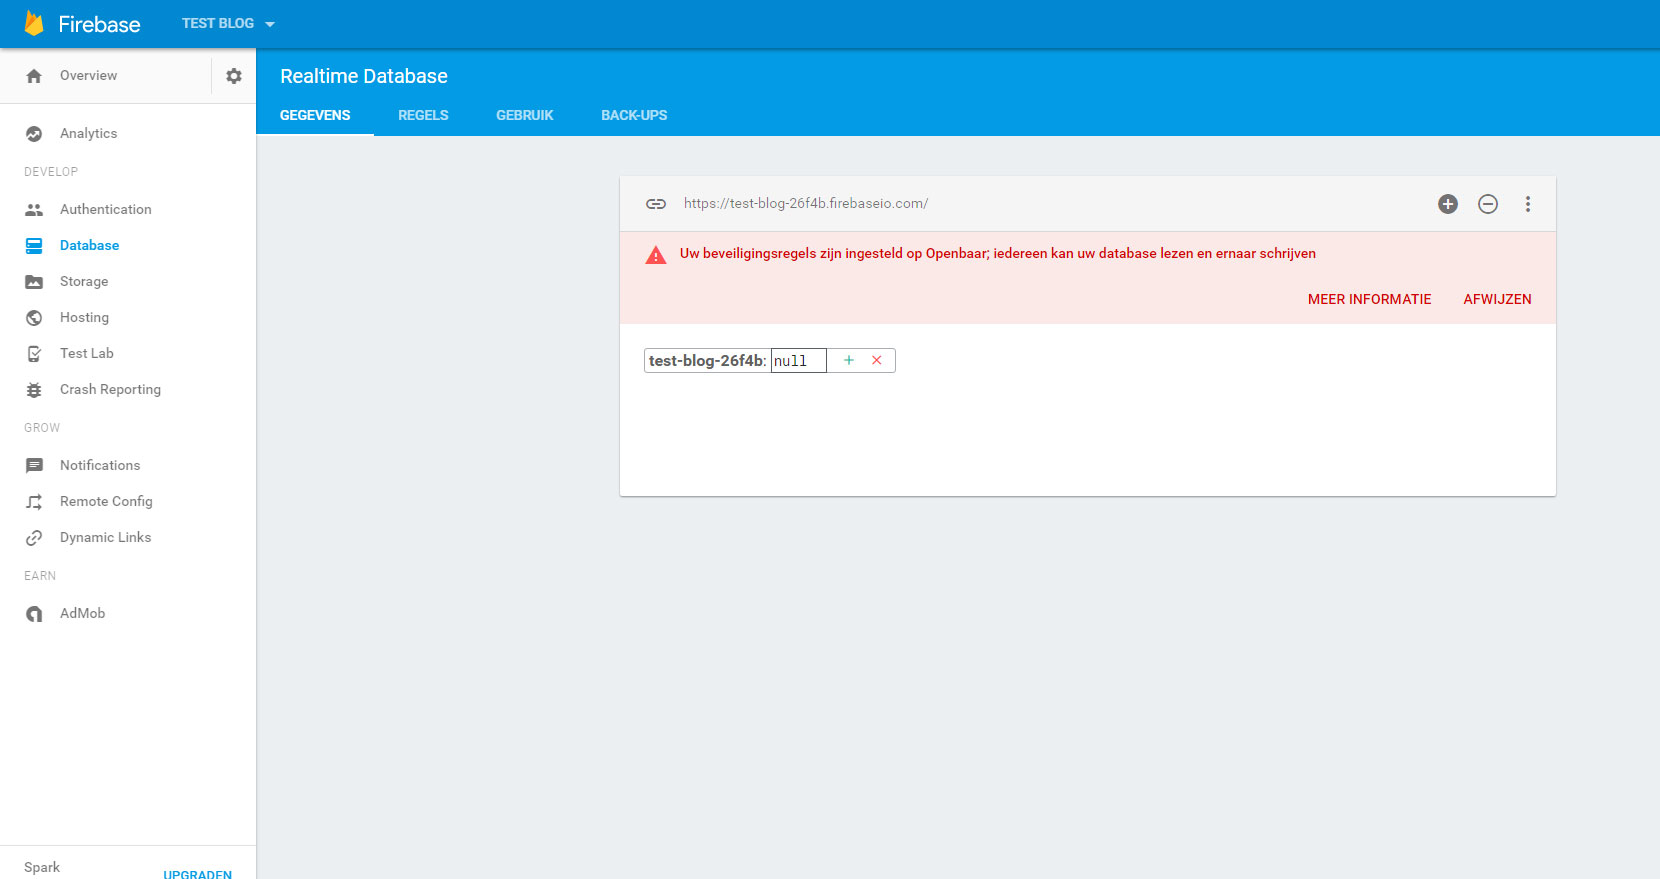 Firebase
TEST BLOG
Overview
Analytics
DEVELOP
Authentication
Database
Storage
Hosting
Test Lab
Crash Reporting
GROW
Notifications
Remote Config
Dynamic Links
EARN
AdMob
Spark
UPGRADEN
Realtime Database
GEGEVENS REGELS GEBRUIK BACK-UPS
https://test-blog-26f4b.firebaseio.com/
Uw beveiligingsregels zijn ingesteld op Openbaar; iedereen kan uw database lezen en ernaar schrijven
MEER INFORMATIE AFWIJZEN
test-blog-26f4b: null